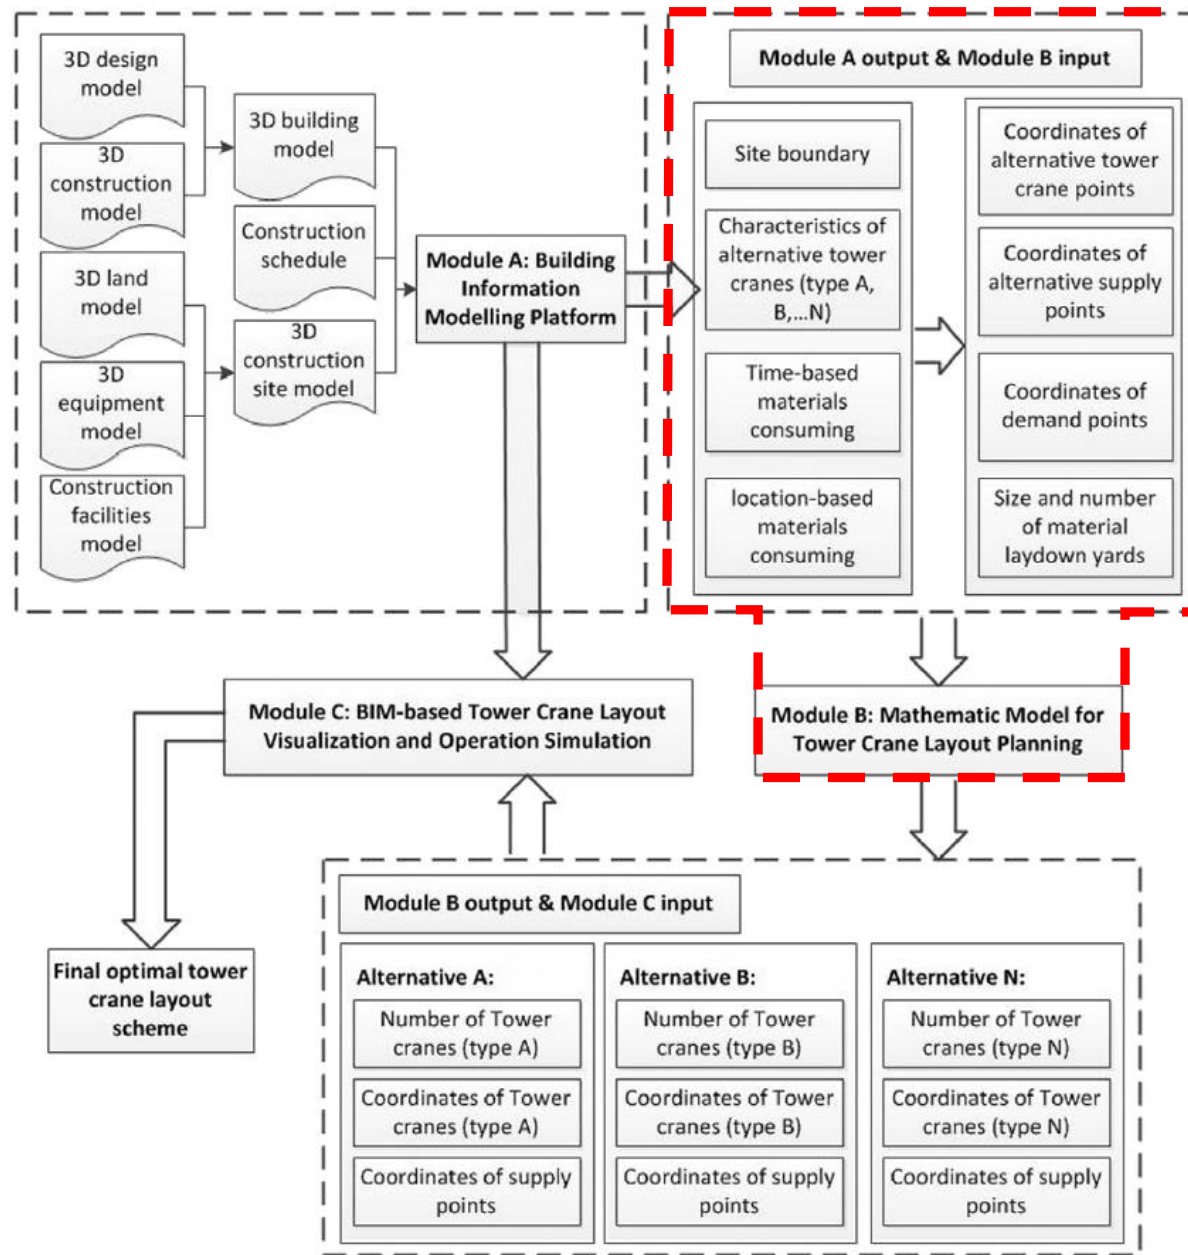 3D design
model
3D
construction
model
3D land
model
3D
equipment
model
Construction
facilities
model
3D building
model
Construction
schedule
3D
construction
site model
Module A: Building
Information
Modelling Platform
Module A output & Module B input
Site boundary
Characteristics of
alternative tower
cranes (type A,
B,...N)
Time-based
materials
consuming
location-based
materials
consuming
Coordinates
of alternative tower
crane points
Coordinates
of alternative supply
points
Coordinates of
demand points
Size and number
of material
laydown yards
Module C: BIM-based Tower Crane Layout
Visualization and Operation Simulation
Module B: Mathematic Model for
Tower Crane Layout Planning
Final optimal tower
crane layout
scheme
Module B output & Module C input
Alternative A:
Number of Tower
cranes (type A)
Coordinates of Tower
cranes (type A)
Coordinates of supply
points
Alternative B:
Number of Tower
cranes (type B)
Coordinates of Tower
cranes (type B)
Coordinates of supply
points
Alternative N:
Number of Tower
cranes (type N)
Coordinates of Tower
cranes (type N)
Coordinates of supply
points